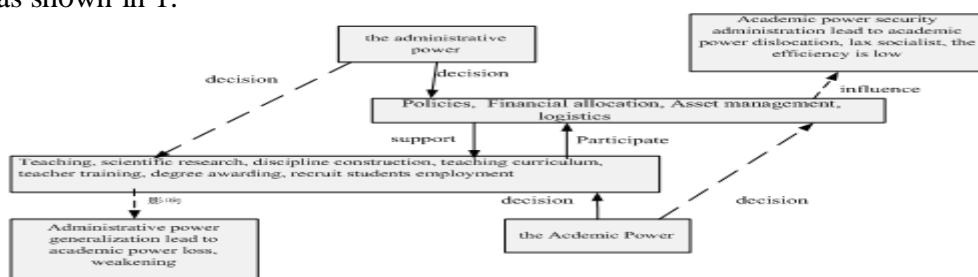 as shown in 1.
Academic power security
administration lead to academic
power dislocation, lax socialist, the
efficiency is low
the administrative
power
decision
decision
influence
Policies, Financial allocation, Asset management,
logistics
support
Participate
Teaching, scientific research, discipline construction, teaching curriculum,
teacher training, degree awarding, recruit students employment
影响
decision
decision
Administrative power
generalization lead to
academic power loss,
weakening
the Acdemic Power